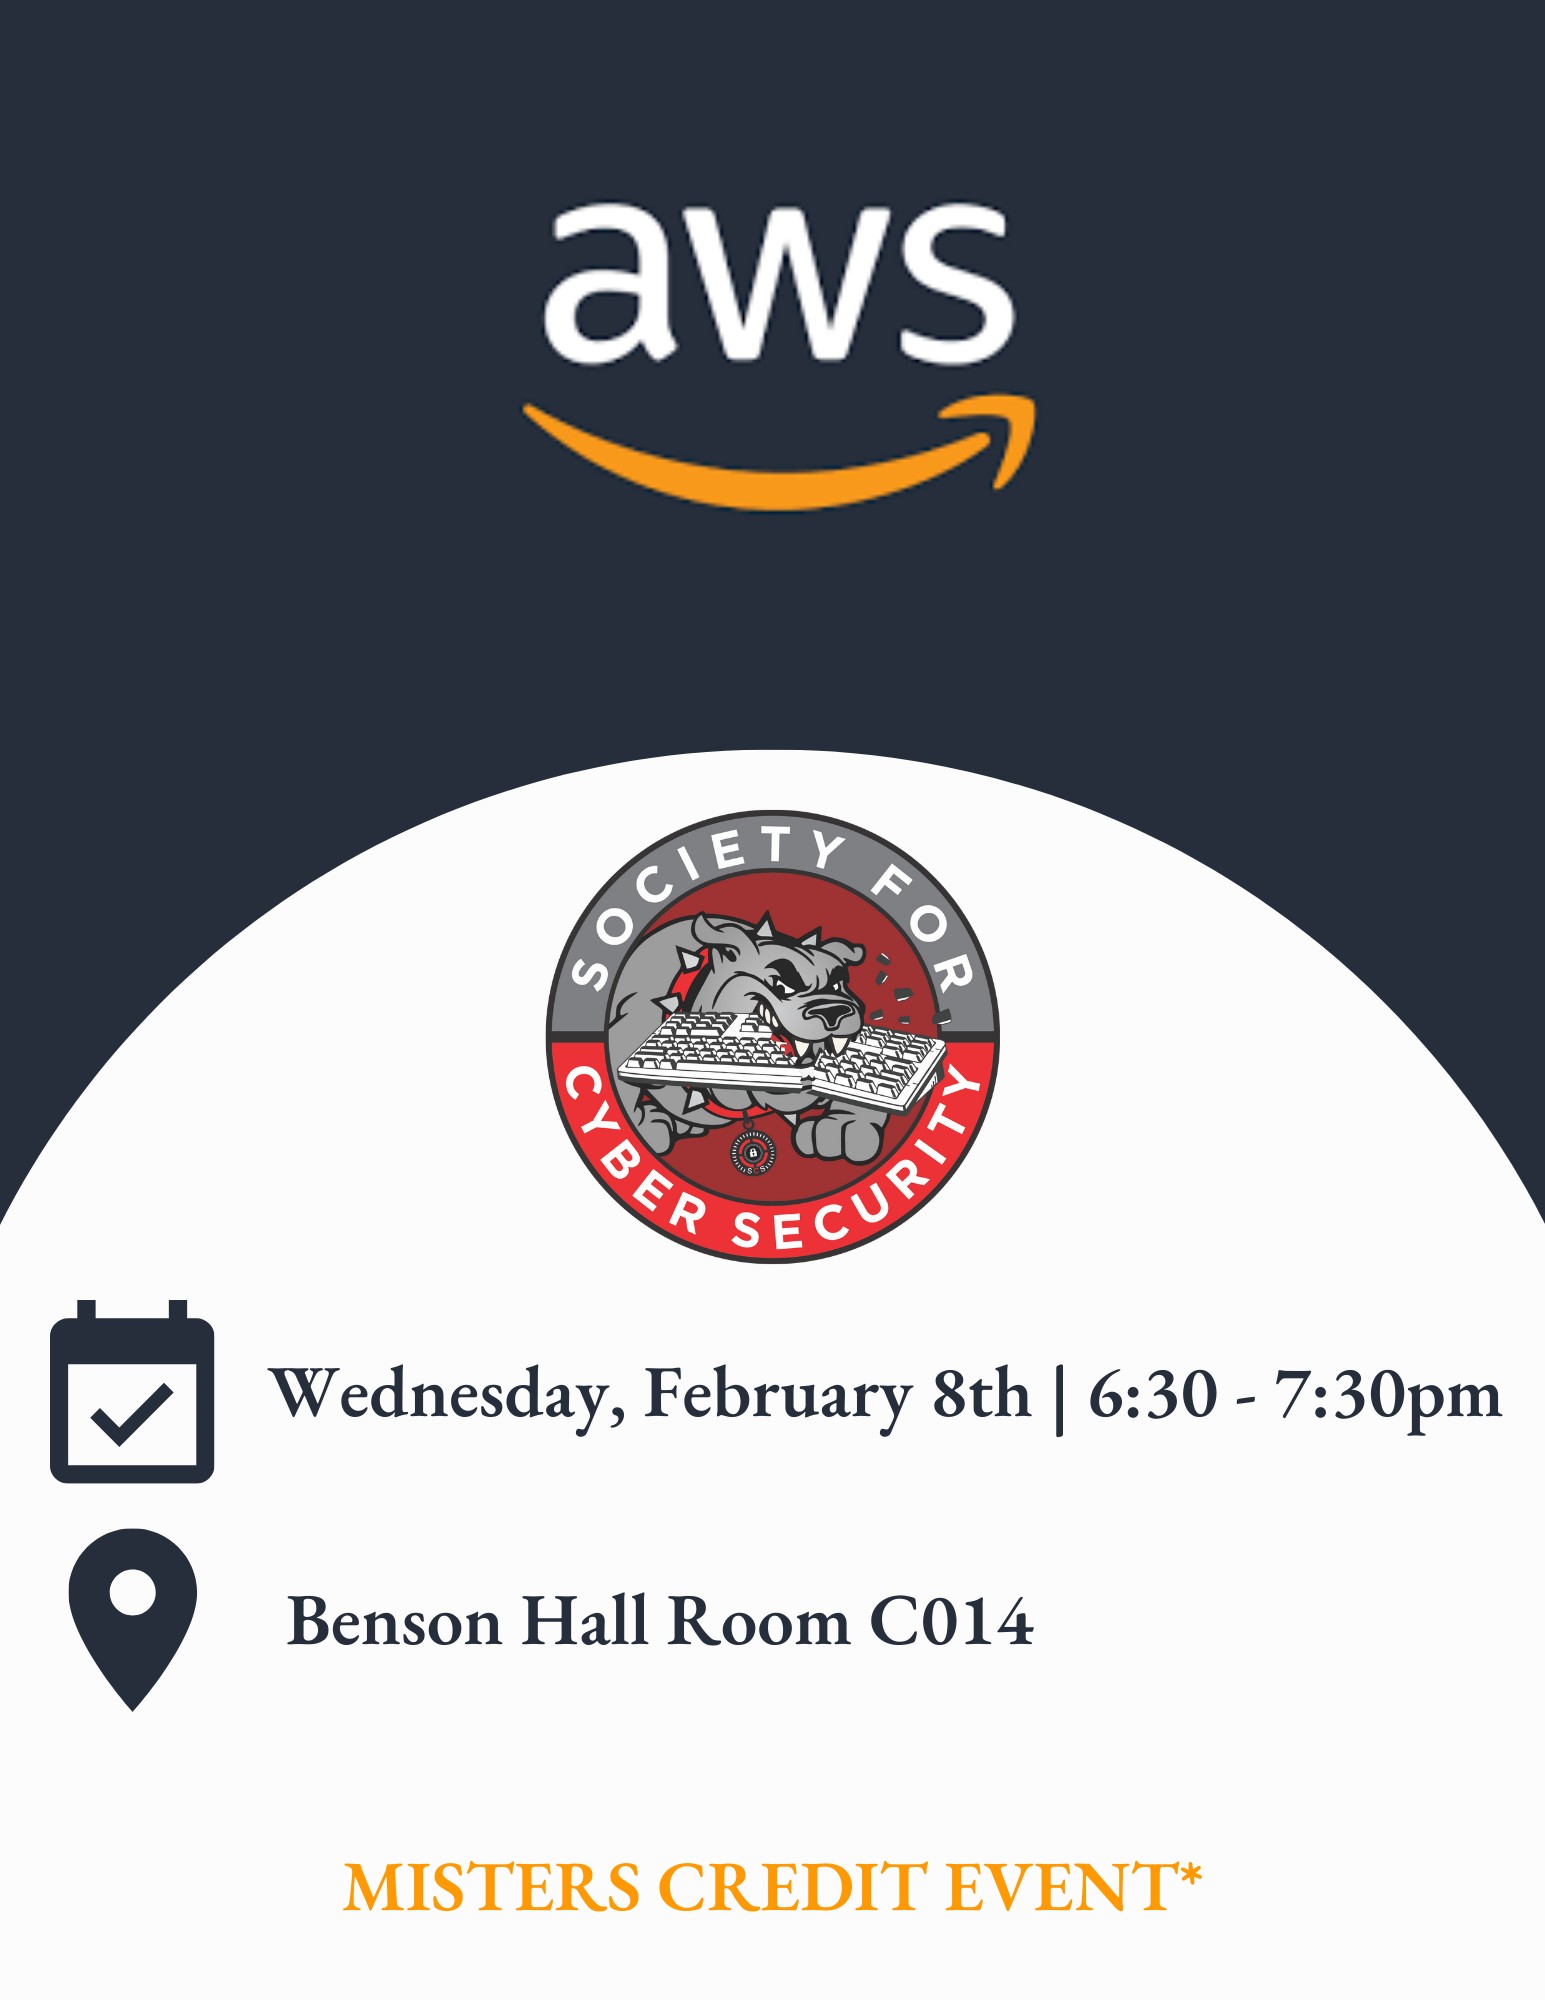 aws
SOCIETY FOR
CYBER SECURITY
SCS
Wednesday, February 8th | 6:30 - 7:30pm
Benson Hall Room C014
MISTERS CREDIT EVENT*